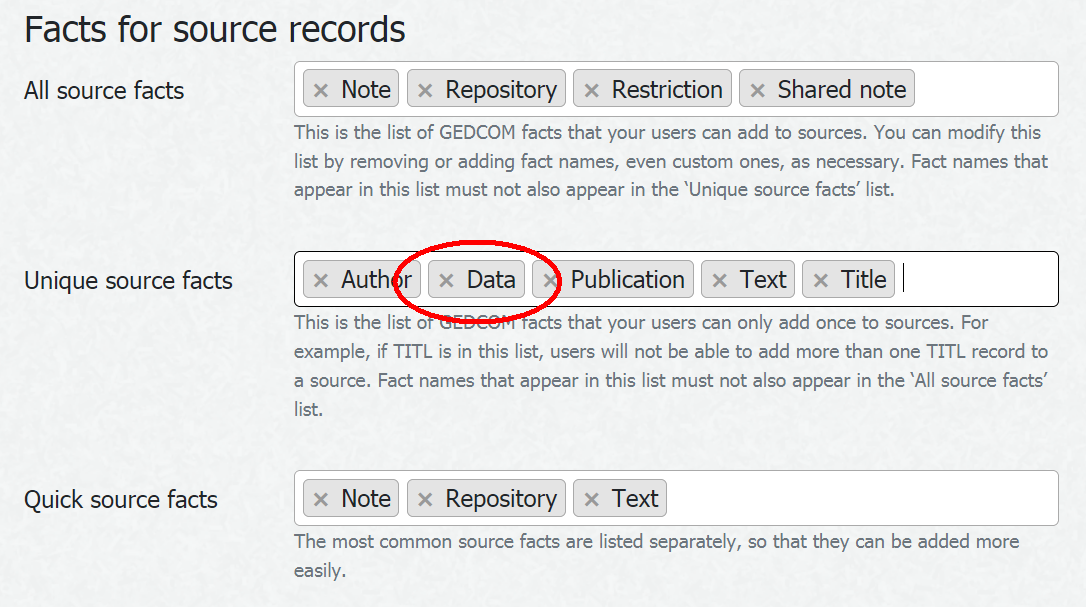 Facts for source records
All source facts
× Note × Repository × Restriction × Shared note
This is the list of GEDCOM facts that your users can add to sources. You can modify this
list by removing or adding fact names, even custom ones, as necessary. Fact names that
appear in this list must not also appear in the ‘Unique source facts’ list.
Unique source facts
× Author × Data × Publication × Text × Title
This is the list of GEDCOM facts that your users can only add once to sources. For
example, if TITL is in this list, users will not be able to add more than one TITL record to
a source. Fact names that appear in this list must not also appear in the ‘All source facts’
list.
Quick source facts
× Note × Repository × Text
The most common source facts are listed separately, so that they can be added more
easily.